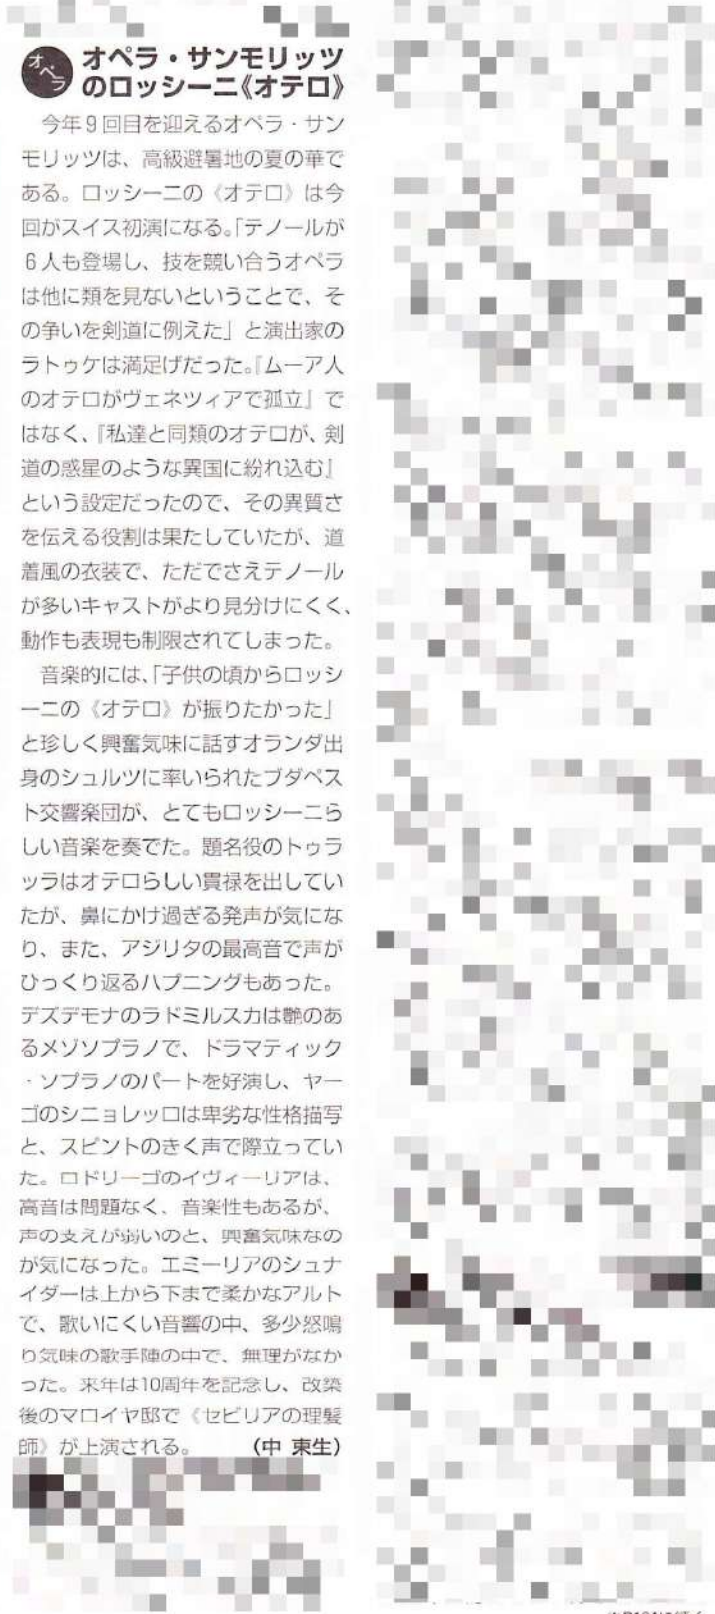 オペラ
オペラ・サンモリッツ
のロッシーニ《オテロ》
今年9回目を迎えるオペラ・サン
モリッツは、高級避暑地の夏の華で
ある。ロッシーニの《オテロ》は今
回がスイス初演になる。「テノールが
6人も登場し、技を競い合うオペラ
は他に類を見ないということで、そ
の争いを剣道に例えた」と演出家の
ラトゥケは満足げだった。『ムーア人
のオテロがヴェネツィアで孤立』で
はなく、『私達と同類のオテロが、剣
道の惑星のような異国に紛れ込む』
という設定だったので、その異質さ
を伝える役割は果たしていたが、道
着風の衣装で、ただでさえテノール
が多いキャストがより見分けにくく、
動作も表現も制限されてしまった。
音楽的には、「子供の頃からロッシ
ーニの《オテロ》が振りたかった」
と珍しく興奮気味に話すオランダ出
身のシュルツに率いられたブダペス
ト交響楽団が、とてもロッシーニら
しい音楽を奏でた。題名役のトゥラ
ッラはオテロらしい貫禄を出してい
たが、鼻にかけ過ぎる発声が気にな
り、また、アジリタの最高音で声が
ひっくり返るハプニングもあった。
デズデモナのラドミルスカは艶のあ
るメゾソプラノで、ドラマティック
・ソプラノのパートを好演し、ヤー
ゴのシニョレッロは卑劣な性格描写
と、スピントのきく声で際立ってい
た。ロドリーゴのイヴィーリアは、
高音は問題なく、音楽性もあるが、
声の支えが弱いのと、興奮気味なの
が気になった。エミーリアのシュナ
イダーは上から下まで柔かなアルト
で、歌いにくい音響の中、多少怒鳴
り気味の歌手陣の中で、無理がなか
った。来年は10周年を記念し、改築
後のマロイヤ邸で《セビリアの理髪
師》が上演される。 (中 東生)